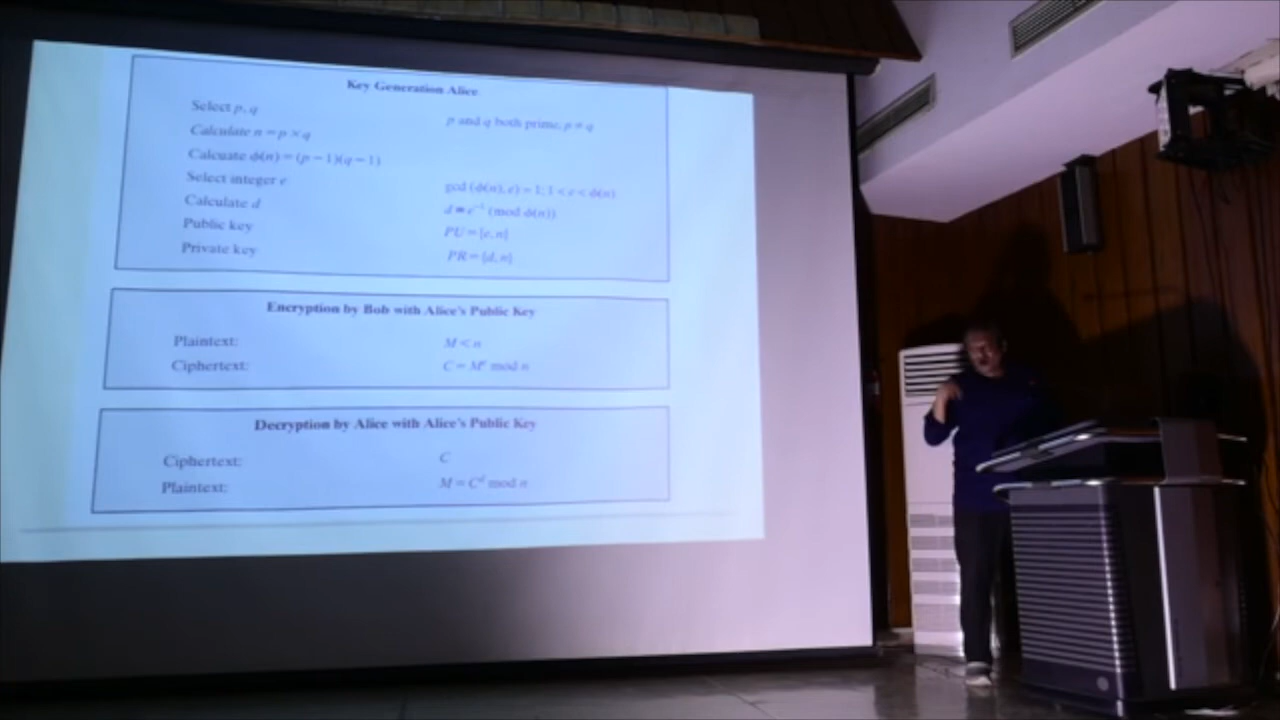 Key Generation Alice
Select p, q    p and q both prime, p ≠ q
Calculate n = p × q
Calcuate ϕ(n) = (p − 1)(q − 1)
Select integer e    gcd (ϕ(n), e) = 1; 1 < e < ϕ(n)
Calculate d    d ≡ e⁻¹ (mod ϕ(n))
Public key    PU = {e, n}
Private key    PR = {d, n}
Encryption by Bob with Alice's Public Key
Plaintext:    M < n
Ciphertext:    C = Mᵉ mod n
Decryption by Alice with Alice's Public Key
Ciphertext:    C
Plaintext:    M = Cᵈ mod n